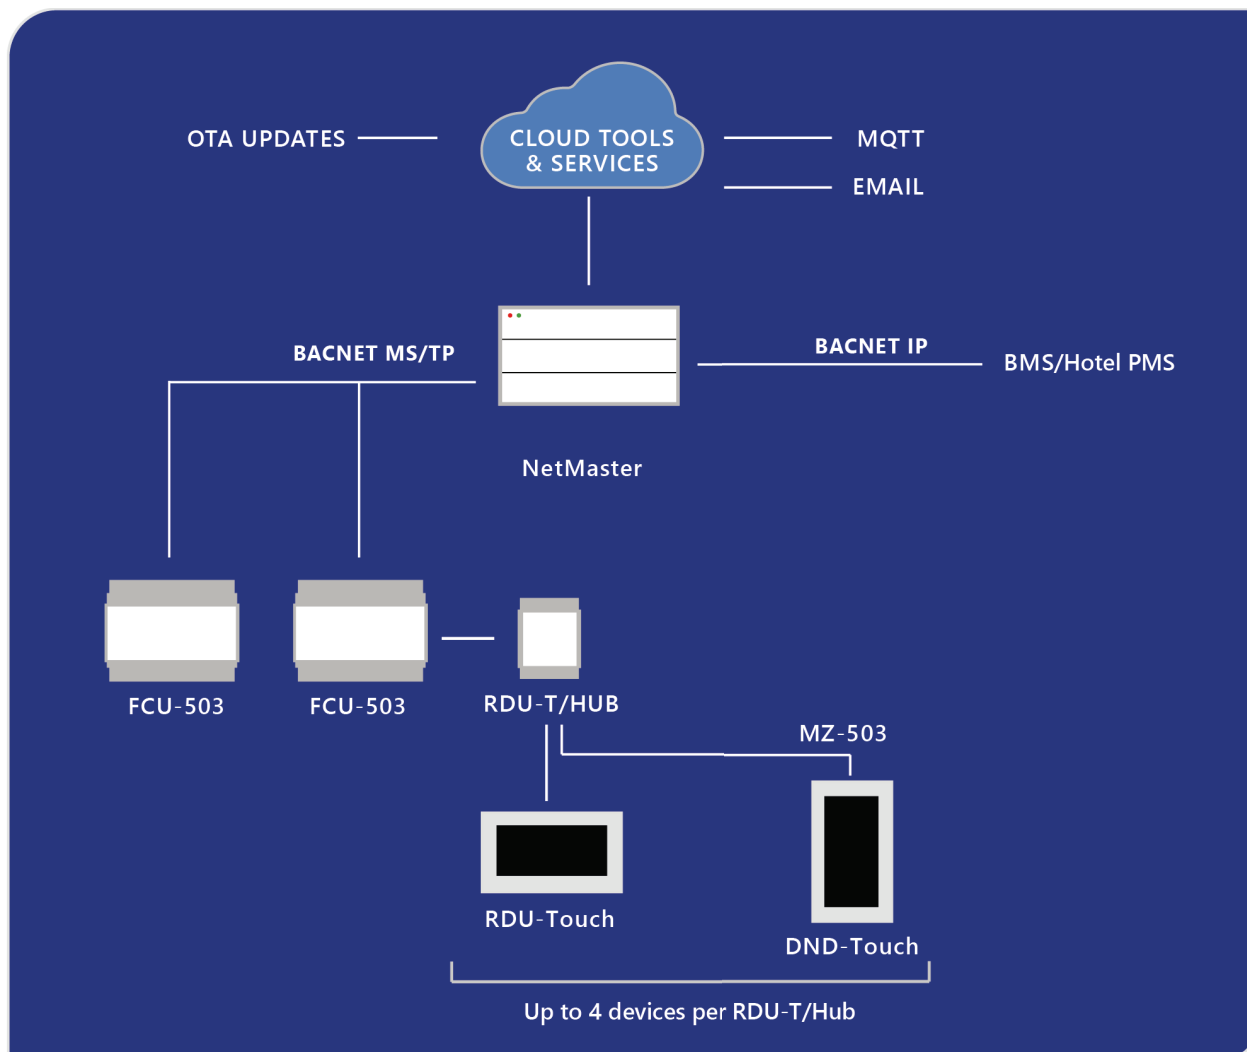 OTA UPDATES
CLOUD TOOLS
& SERVICES
MQTT
EMAIL
BACNET MS/TP
BACNET IP
BMS/Hotel PMS
NetMaster
FCU-503
FCU-503
RDU-T/HUB
MZ-503
RDU-Touch
DND-Touch
Up to 4 devices per RDU-T/Hub